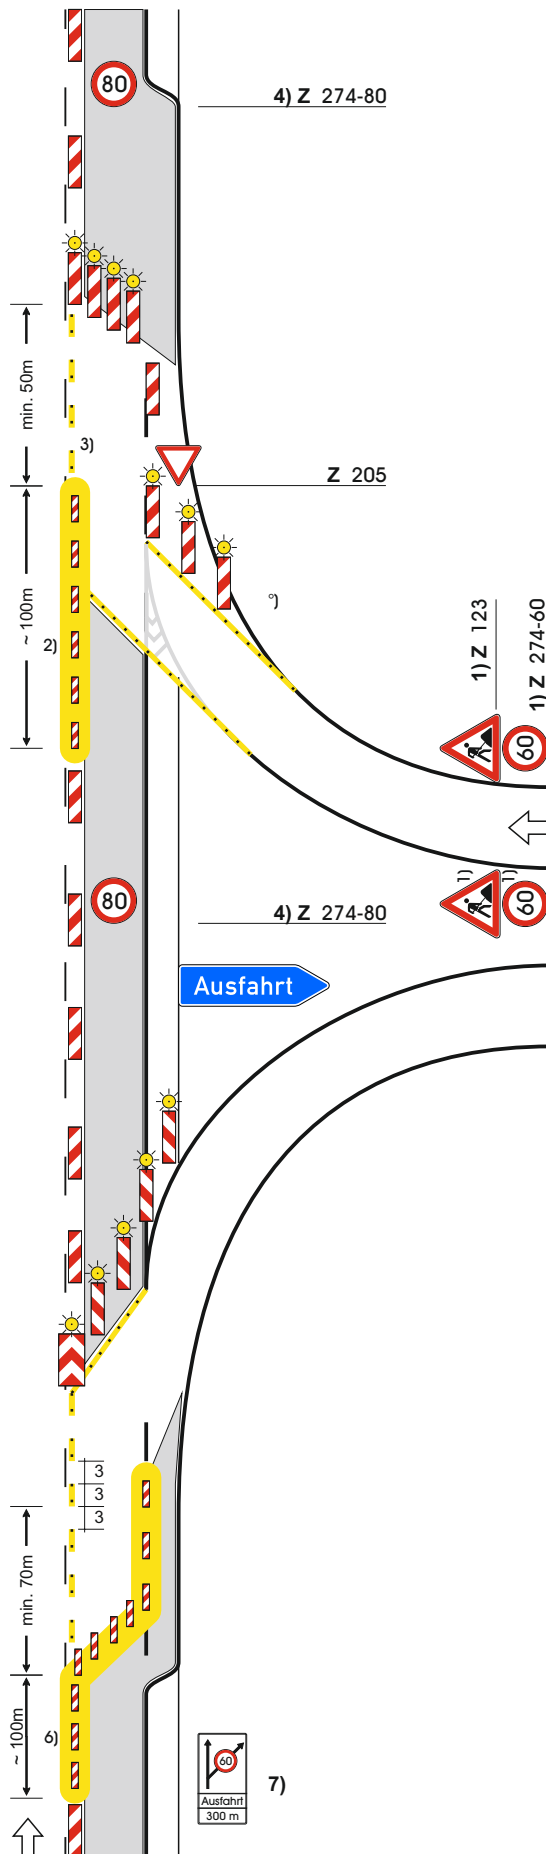 80
4) Z 274-80
min. 50m
3)
Z 205
~ 100m
2)
°)
1) Z 123
1) Z 274-60
60
1)
1)
60
80
4) Z 274-80
Ausfahrt
3
3
3
min. 70m
~ 100m
6)
60
Ausfahrt
300 m
7)